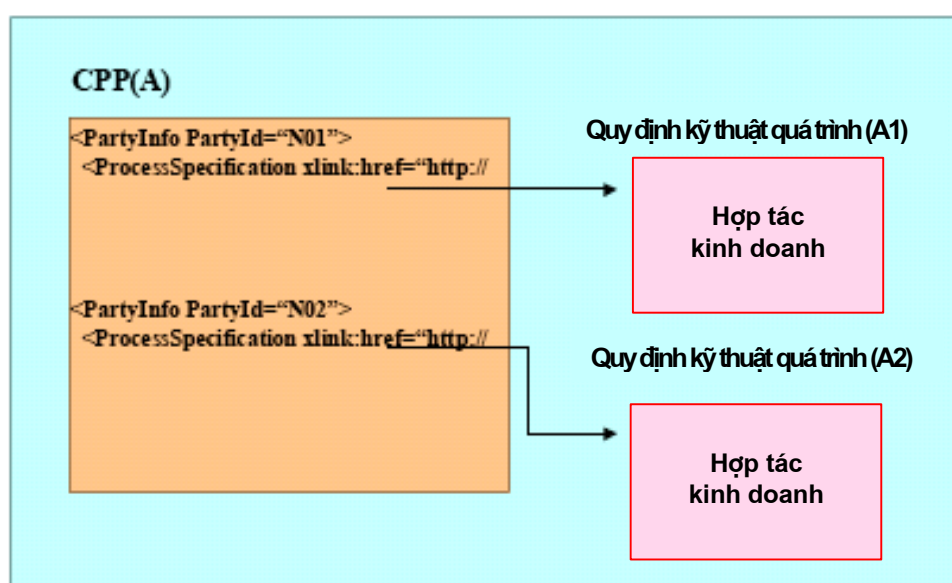 CPP(A)
<PartyInfo PartyId=“N01”>
<ProcessSpecification xlink:href=“http://
<PartyInfo PartyId=“N02”>
<ProcessSpecification xlink:href=“http://
Quy định kỹ thuật quá trình (A1)
Hợp tác
kinh doanh
Quy định kỹ thuật quá trình (A2)
Hợp tác
kinh doanh